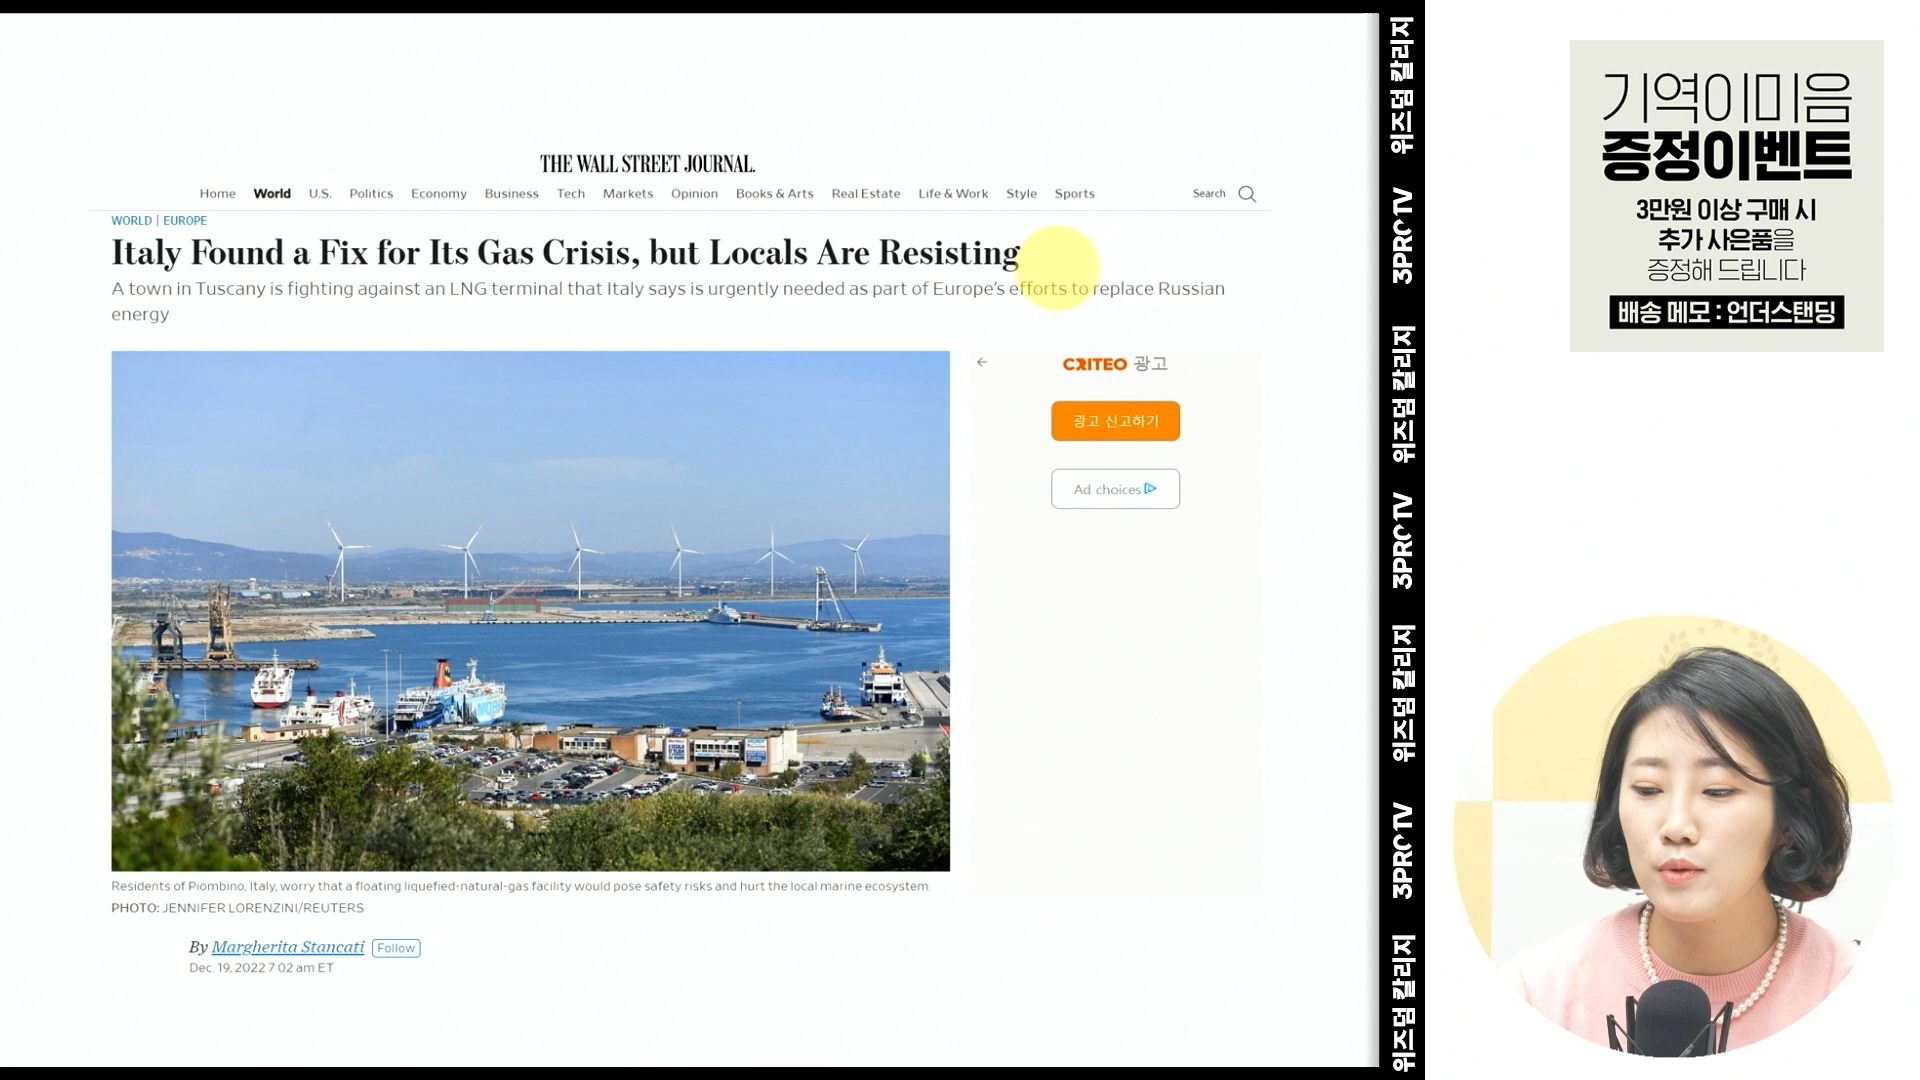 THE WALL STREET JOURNAL.
Home World U.S. Politics Economy Business Tech Markets Opinion Books & Arts Real Estate Life & Work Style Sports Search
WORLD | EUROPE
Italy Found a Fix for Its Gas Crisis, but Locals Are Resisting
A town in Tuscany is fighting against an LNG terminal that Italy says is urgently needed as part of Europe’s efforts to replace Russian
energy
CRITEO 광고
광고 신고하기
Ad choices
Residents of Piombino, Italy, worry that a floating liquefied-natural-gas facility would pose safety risks and hurt the local marine ecosystem.
PHOTO: JENNIFER LORENZINI/REUTERS
By Margherita Stancati Follow
Dec. 19, 2022 7:02 am ET
위즈덤 칼리지
3PROTV
위즈덤 칼리지
3PROTV
위즈덤 칼리지
3PROTV
위즈덤 칼리지
기역이미음
증정이벤트
3만원 이상 구매 시
추가 사은품을
증정해 드립니다
배송 메모 : 언더스탠딩